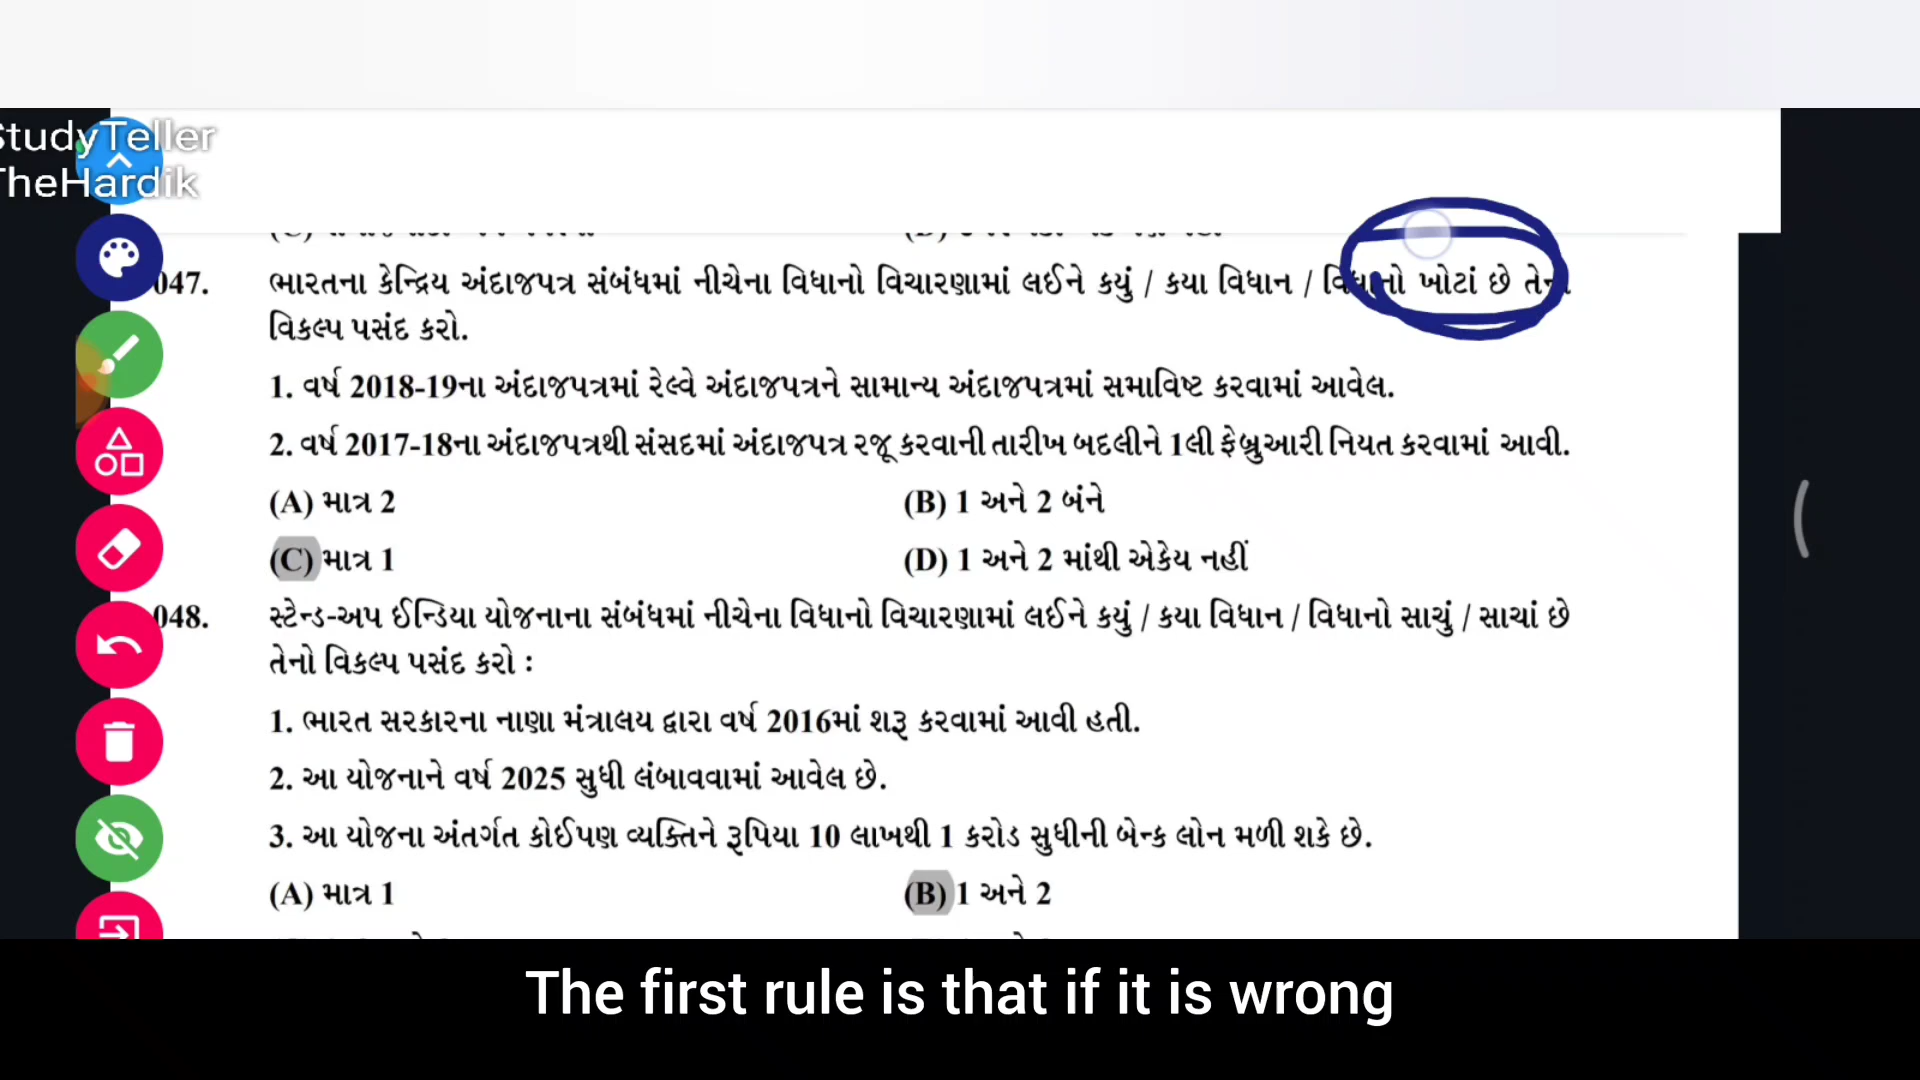 StudyTeller
TheHardik
047. ભારતના કેન્દ્રિય અંદાજપત્ર સંબંધમાં નીચેના વિધાનો વિચારણામાં લઈને કયું / કયા વિધાન / વિધાનો ખોટાં છે તેનો
વિકલ્પ પસંદ કરો.
1. વર્ષ 2018-19ના અંદાજપત્રમાં રેલ્વે અંદાજપત્રને સામાન્ય અંદાજપત્રમાં સમાવિષ્ટ કરવામાં આવેલ.
2. વર્ષ 2017-18ના અંદાજપત્રથી સંસદમાં અંદાજપત્ર રજૂ કરવાની તારીખ બદલીને 1લી ફેબ્રુઆરી નિયત કરવામાં આવી.
(A) માત્ર 2 (B) 1 અને 2 બંને
(C) માત્ર 1 (D) 1 અને 2 માંથી એકેય નહીં
048. સ્ટેન્ડ-અપ ઈન્ડિયા યોજનાના સંબંધમાં નીચેના વિધાનો વિચારણામાં લઈને કયું / કયા વિધાન / વિધાનો સાચું / સાચાં છે
તેનો વિકલ્પ પસંદ કરો :
1. ભારત સરકારના નાણા મંત્રાલય દ્વારા વર્ષ 2016માં શરૂ કરવામાં આવી હતી.
2. આ યોજનાને વર્ષ 2025 સુધી લંબાવવામાં આવેલ છે.
3. આ યોજના અંતર્ગત કોઈપણ વ્યક્તિને રૂપિયા 10 લાખથી 1 કરોડ સુધીની બેન્ક લોન મળી શકે છે.
(A) માત્ર 1 (B) 1 અને 2
The first rule is that if it is wrong